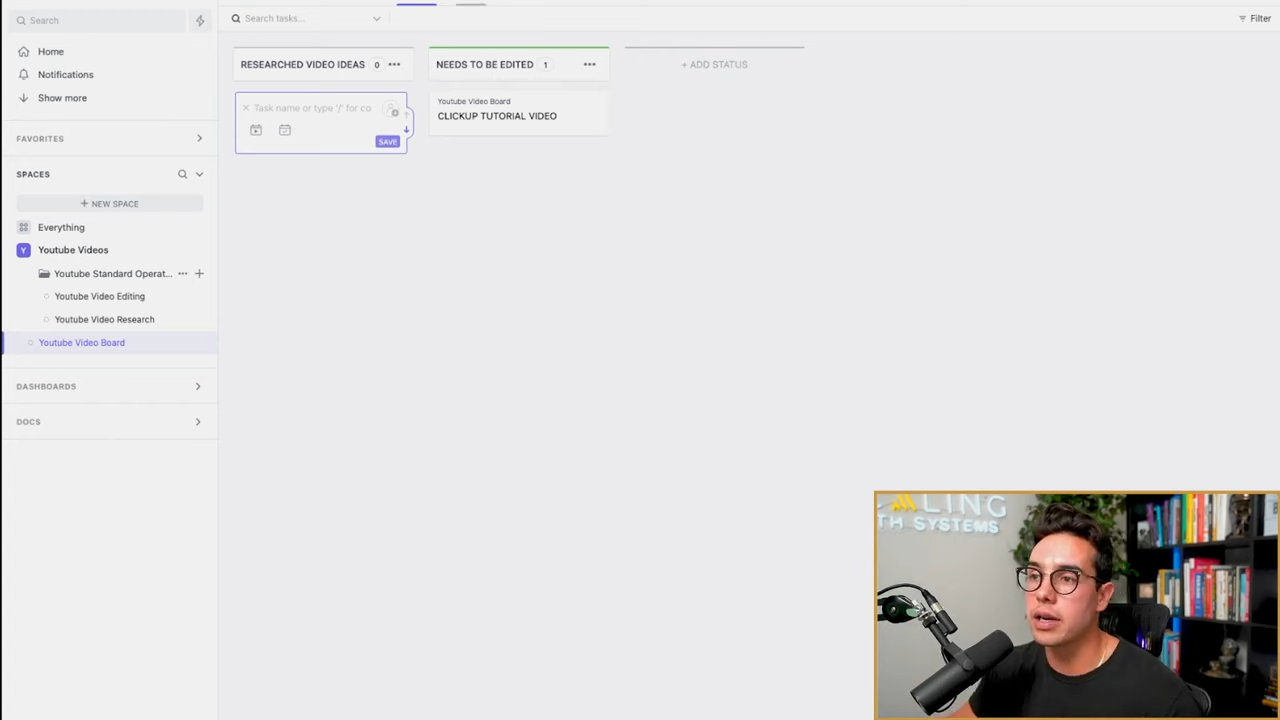 Search
Search tasks...
Filter
Home
Notifications
Show more
FAVORITES
SPACES
+ NEW SPACE
Everything
Y Youtube Videos
Youtube Standard Operat...
Youtube Video Editing
Youtube Video Research
Youtube Video Board
DASHBOARDS
DOCS
RESEARCHED VIDEO IDEAS 0
Task name or type '/' for co
SAVE
NEEDS TO BE EDITED 1
Youtube Video Board
CLICKUP TUTORIAL VIDEO
+ ADD STATUS
LING
TH SYSTEMS